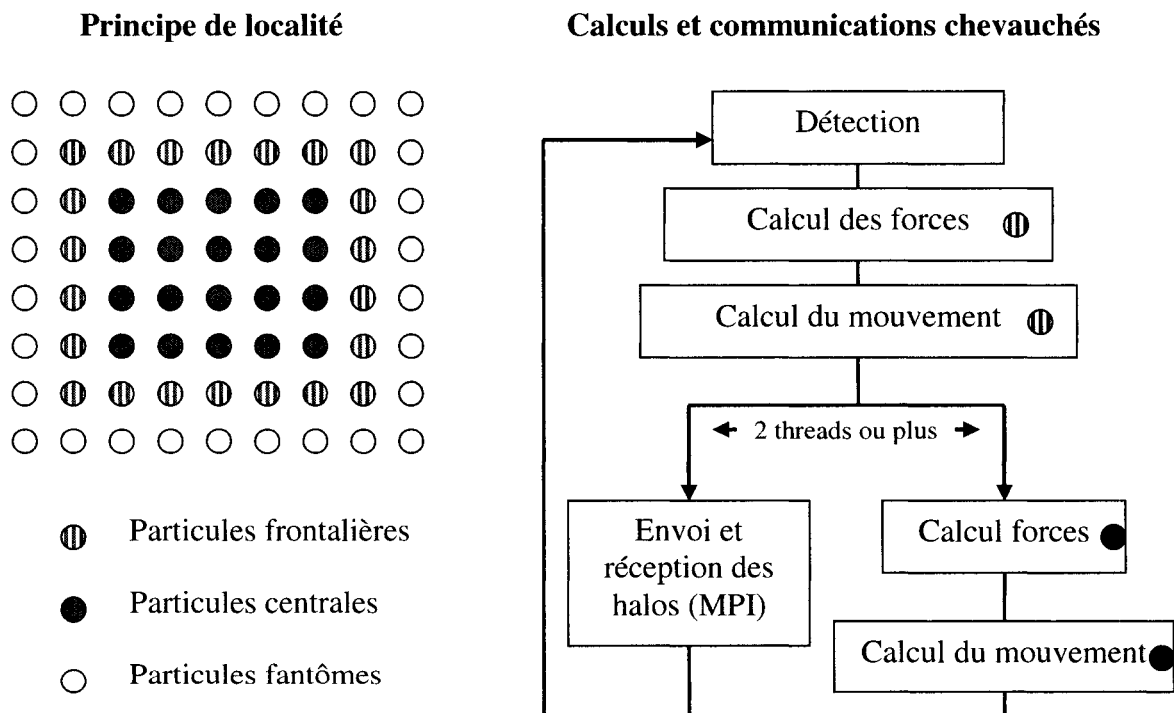 Principe de localité
Particules frontalières
Particules centrales
Particules fantômes
Calculs et communications chevauchés
Détection
Calcul des forces
Calcul du mouvement
2 threads ou plus
Envoi et
réception des
halos (MPI)
Calcul forces
Calcul du mouvement